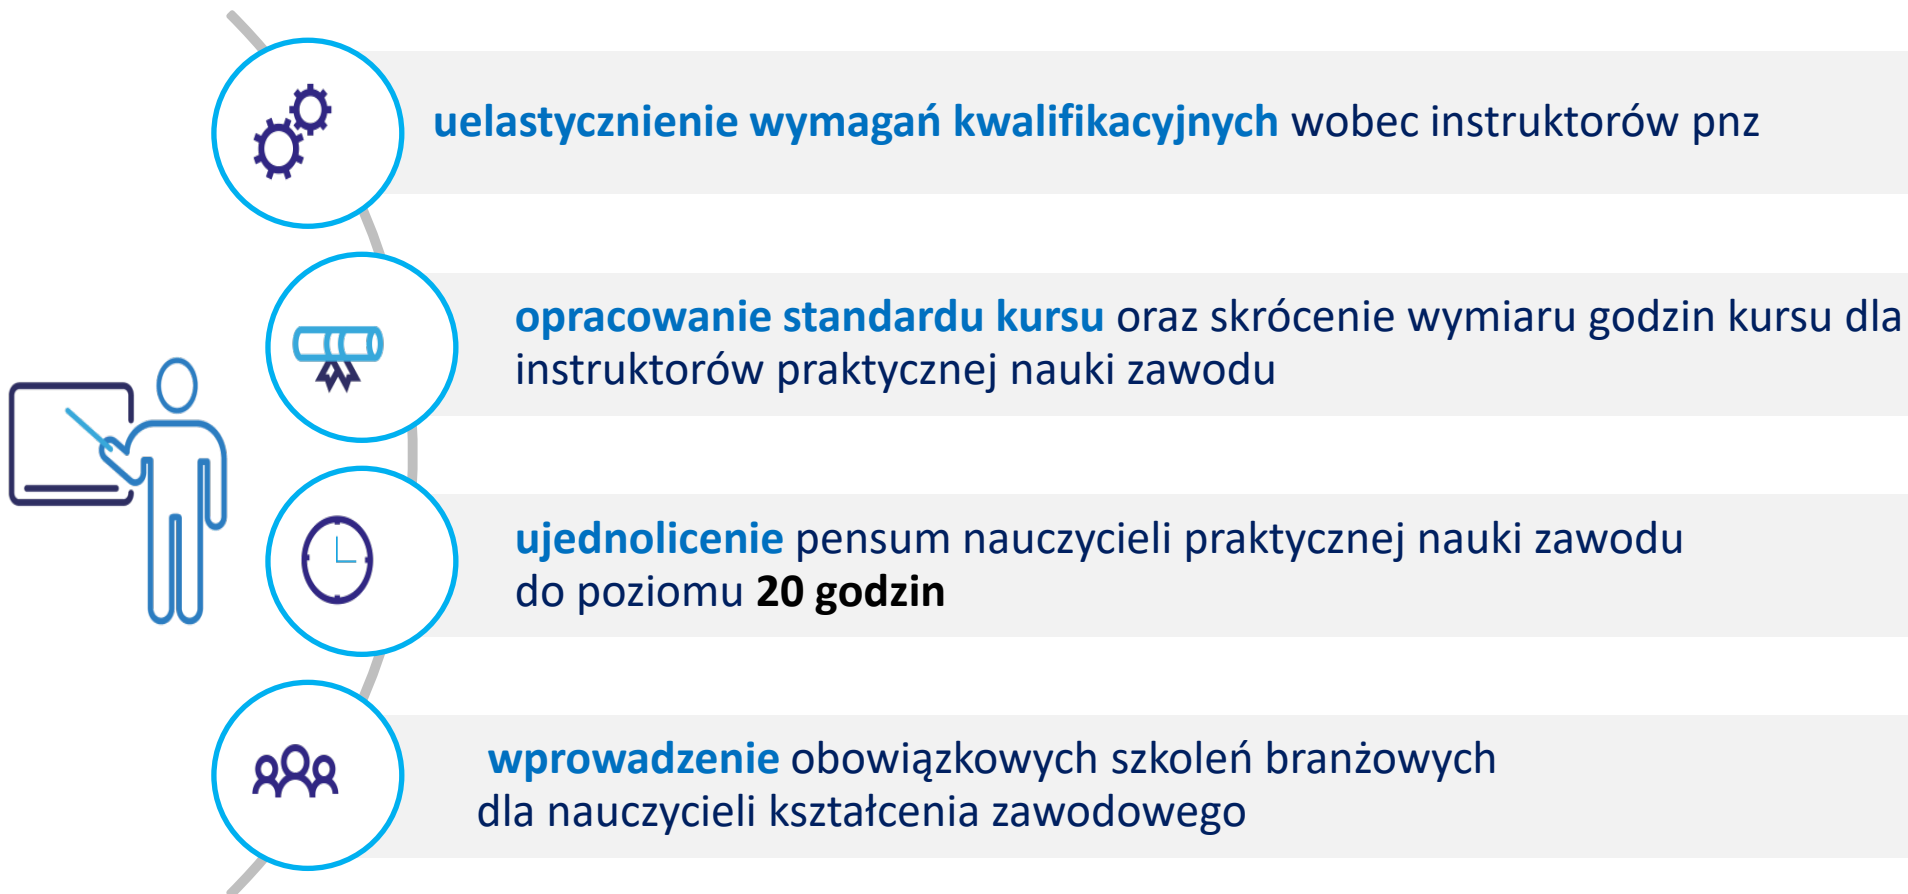 uelastycznienie wymagań kwalifikacyjnych wobec instruktorów pnz
opracowanie standardu kursu oraz skrócenie wymiaru godzin kursu dla
instruktorów praktycznej nauki zawodu
ujednolicenie pensum nauczycieli praktycznej nauki zawodu
do poziomu 20 godzin
wprowadzenie obowiązkowych szkoleń branżowych
dla nauczycieli kształcenia zawodowego